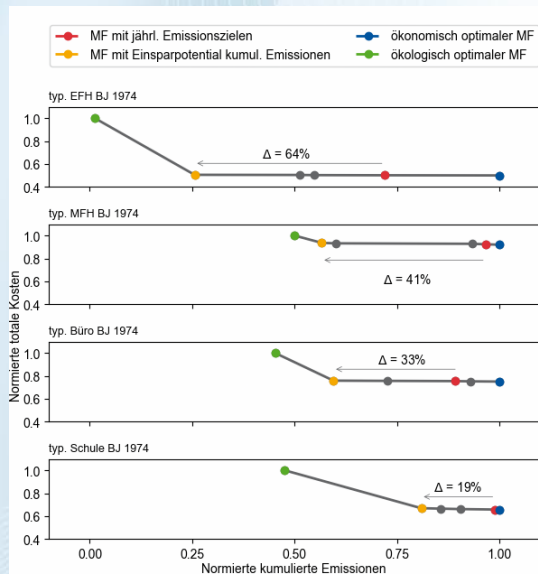 MF mit jährl. Emissionszielen
MF mit Einsparpotential kumul. Emissionen
ökonomisch optimaler MF
ökologisch optimaler MF
typ. EFH BJ 1974
1.0
0.8
0.6
0.4
Δ = 64%
typ. MFH BJ 1974
1.0
0.8
0.6
0.4
Δ = 41%
Normierte totale Kosten
typ. Büro BJ 1974
1.0
0.8
0.6
0.4
Δ = 33%
typ. Schule BJ 1974
1.0
0.8
0.6
0.4
Δ = 19%
0.00
0.25
0.50
0.75
1.00
Normierte kumulierte Emissionen